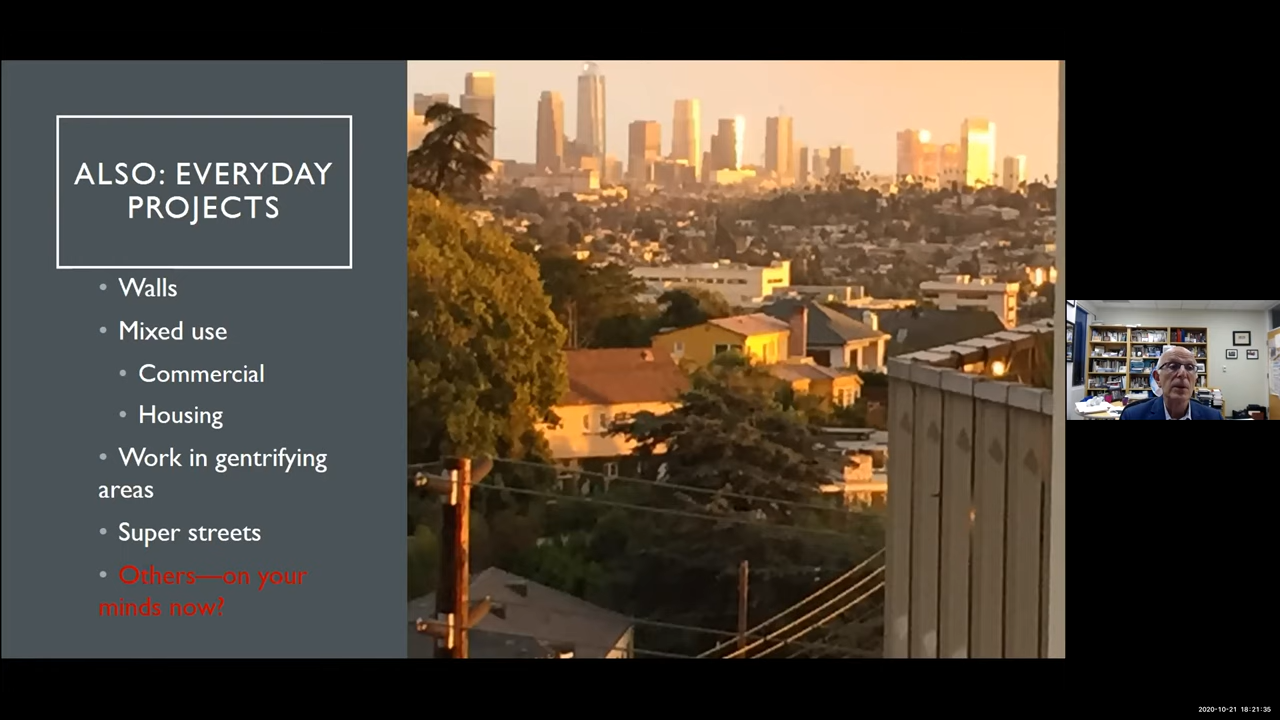 ALSO: EVERYDAY
PROJECTS
• Walls
• Mixed use
• Commercial
• Housing
• Work in gentrifying
areas
• Super streets
• Others—on your
minds now?
2020-10-21 18:21:35